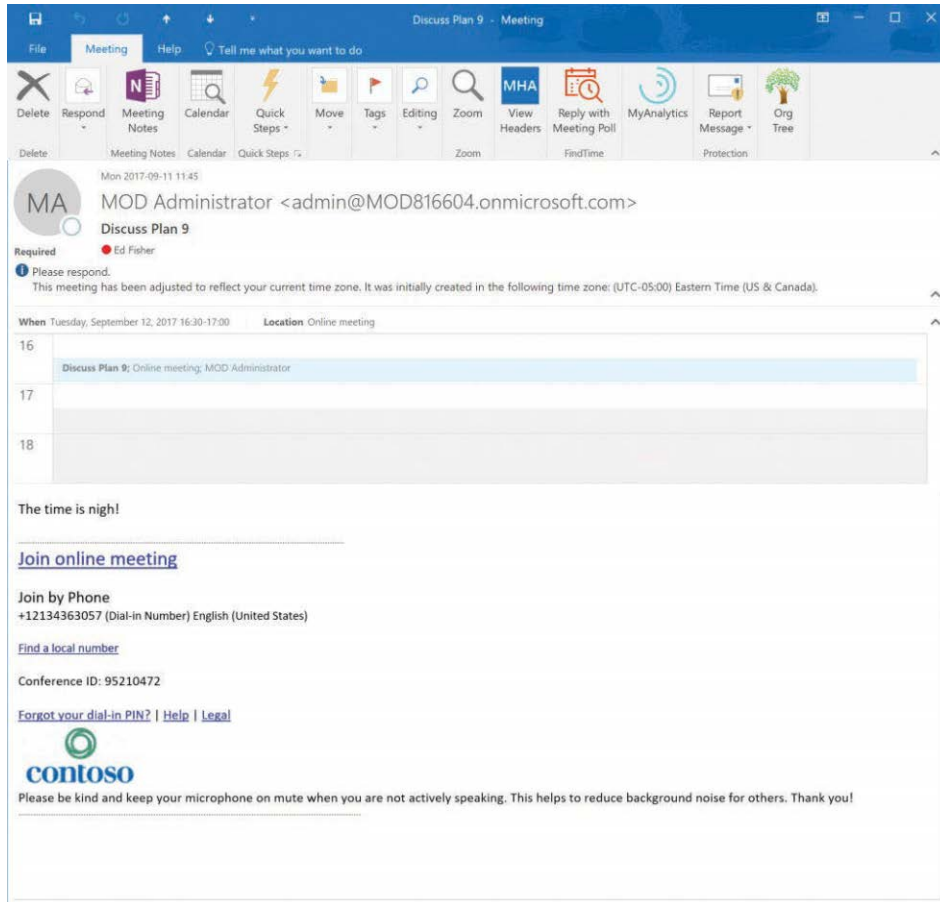 Discuss Plan 9 - Meeting
File Meeting Help Tell me what you want to do
Delete Respond Meeting Notes Calendar Quick Steps Move Tags Editing Zoom MHA View Headers Reply with Meeting Poll MyAnalytics Report Message Org Tree
Delete Meeting Notes Calendar Quick Steps Zoom FindTime Protection
Mon 2017-09-11 11:45
MA
MOD Administrator <admin@MOD816604.onmicrosoft.com>
Discuss Plan 9
Required Ed Fisher
Please respond.
This meeting has been adjusted to reflect your current time zone. It was initially created in the following time zone: (UTC-05:00) Eastern Time (US & Canada).
When Tuesday, September 12, 2017 16:30-17:00 Location Online meeting
16
Discuss Plan 9; Online meeting; MOD Administrator
17
18
The time is nigh!
Join online meeting
Join by Phone
+12134363057 (Dial-in Number) English (United States)
Find a local number
Conference ID: 95210472
Forgot your dial-in PIN? | Help | Legal
contoso
Please be kind and keep your microphone on mute when you are not actively speaking. This helps to reduce background noise for others. Thank you!